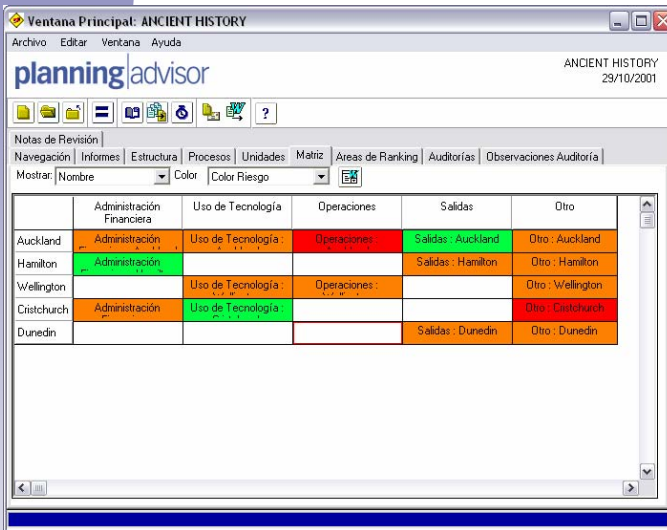 Ventana Principal: ANCIENT HISTORY
Archivo Editar Ventana Ayuda
planning advisor
ANCIENT HISTORY
29/10/2001
Notas de Revisión
Navegación Informes Estructura Procesos Unidades Matriz Areas de Ranking Auditorías Observaciones Auditoría
Mostrar: Nombre Color Color Riesgo
Administración Financiera Uso de Tecnología Operaciones Salidas Otro
Auckland Administración Uso de Tecnología : Operaciones : Salidas : Auckland Otro : Auckland
Hamilton Administración Salidas : Hamilton Otro : Hamilton
Wellington Uso de Tecnología : Operaciones : Otro : Wellington
Cristchurch Administración Uso de Tecnología : Otro : Cristchurch
Dunedin Salidas : Dunedin Otro : Dunedin